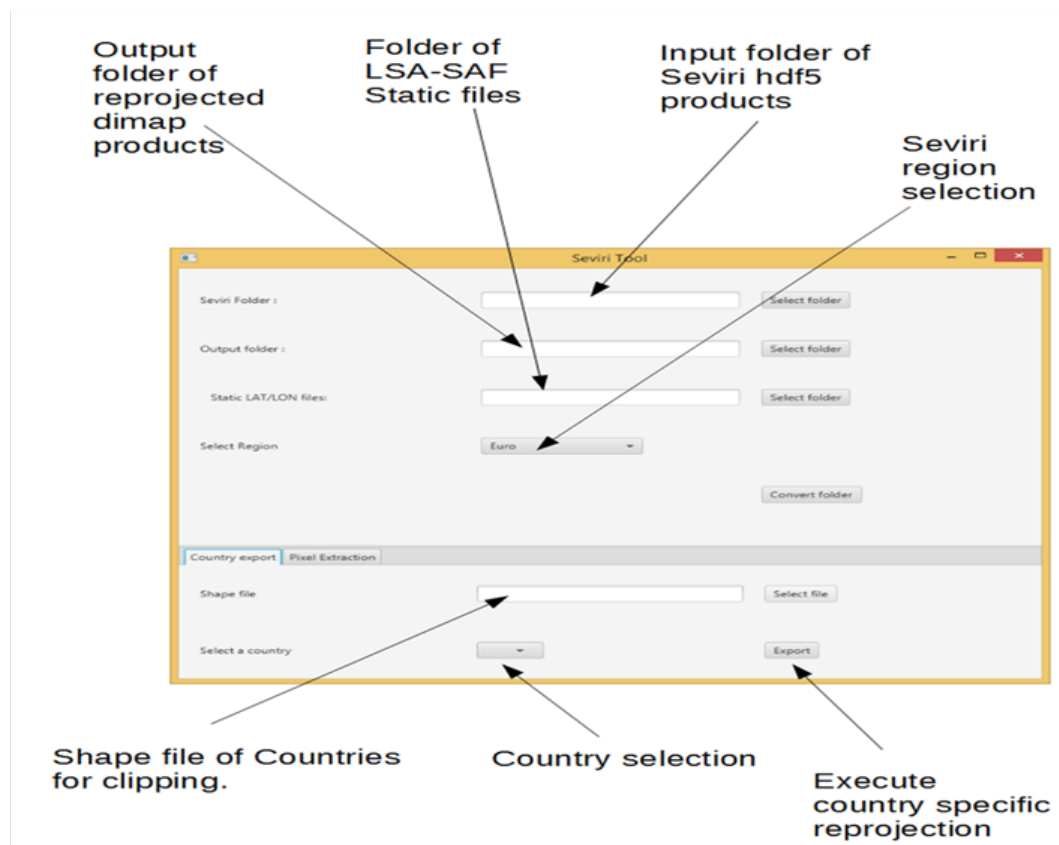 Output
folder of
reprojected
dimap
products
Folder of
LSA-SAF
Static files
Input folder of
Seviri hdf5
products
Seviri
region
selection
Seviri Tool
Seviri Folder :
Select folder
Output folder :
Select folder
Static LAT/LON files:
Select folder
Select Region
Euro
Convert folder
Country export
Pixel Extraction
Shape file
Select file
Select a country
Export
Shape file of Countries
for clipping.
Country selection
Execute
country specific
reprojection